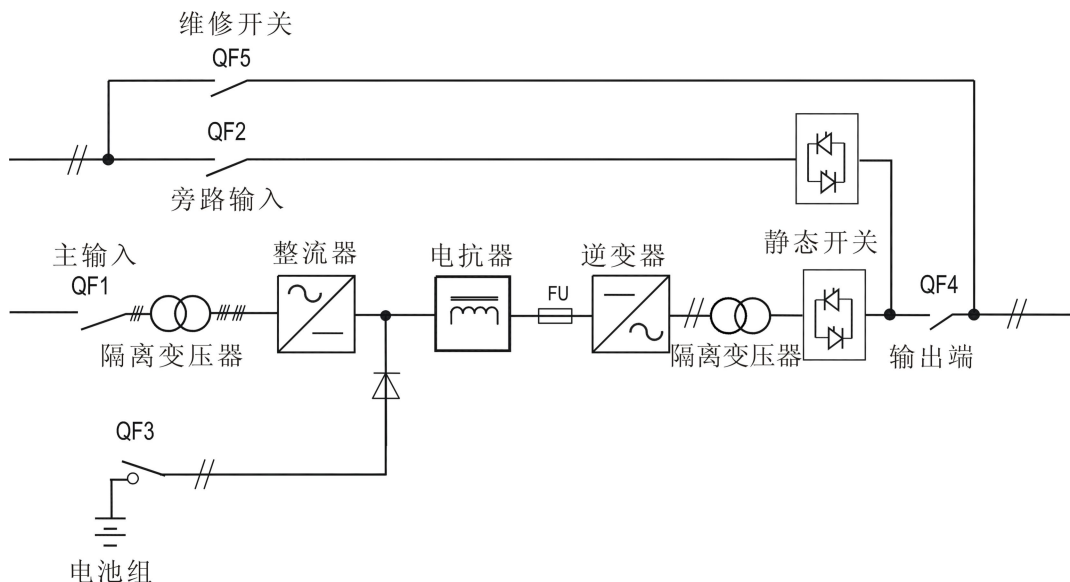 维修开关
QF5
QF2
旁路输入
主输入
QF1
隔离变压器
整流器
电抗器
FU
逆变器
隔离变压器
静态开关
QF4
输出端
QF3
电池组